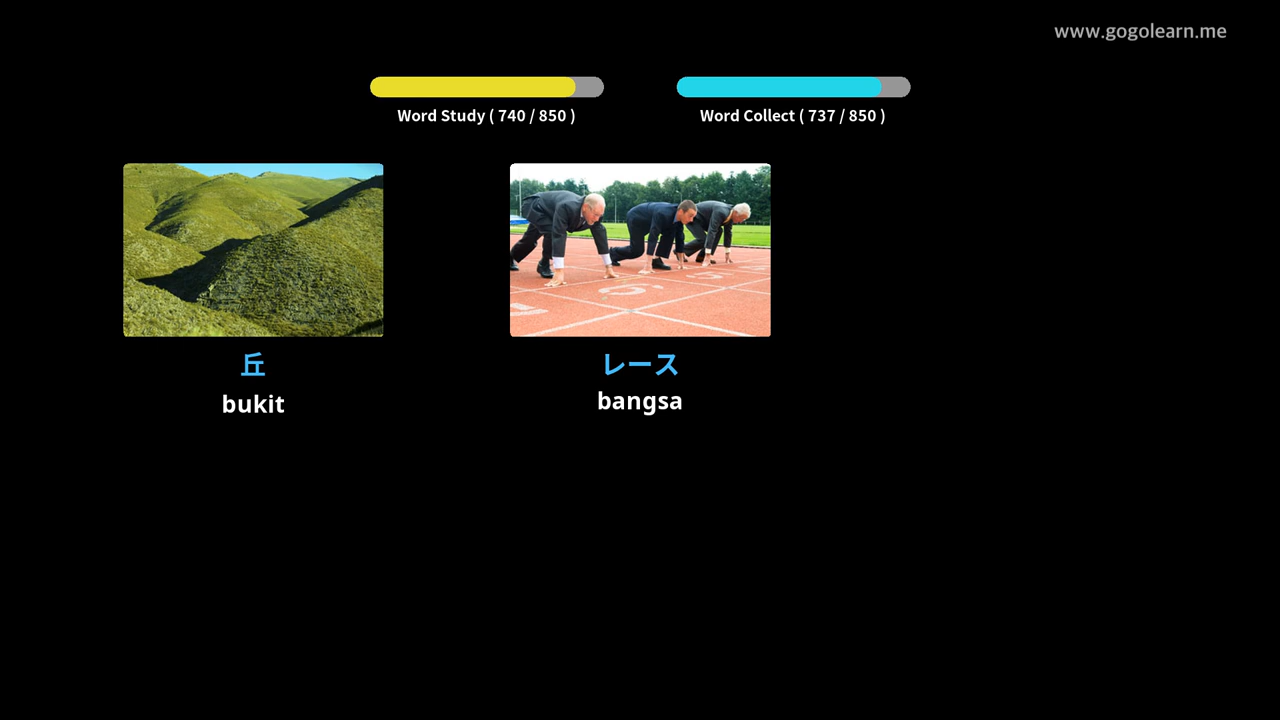 www.gogolearn.me
Word Study ( 740 / 850 )
Word Collect ( 737 / 850 )
丘
bukit
レース
bangsa